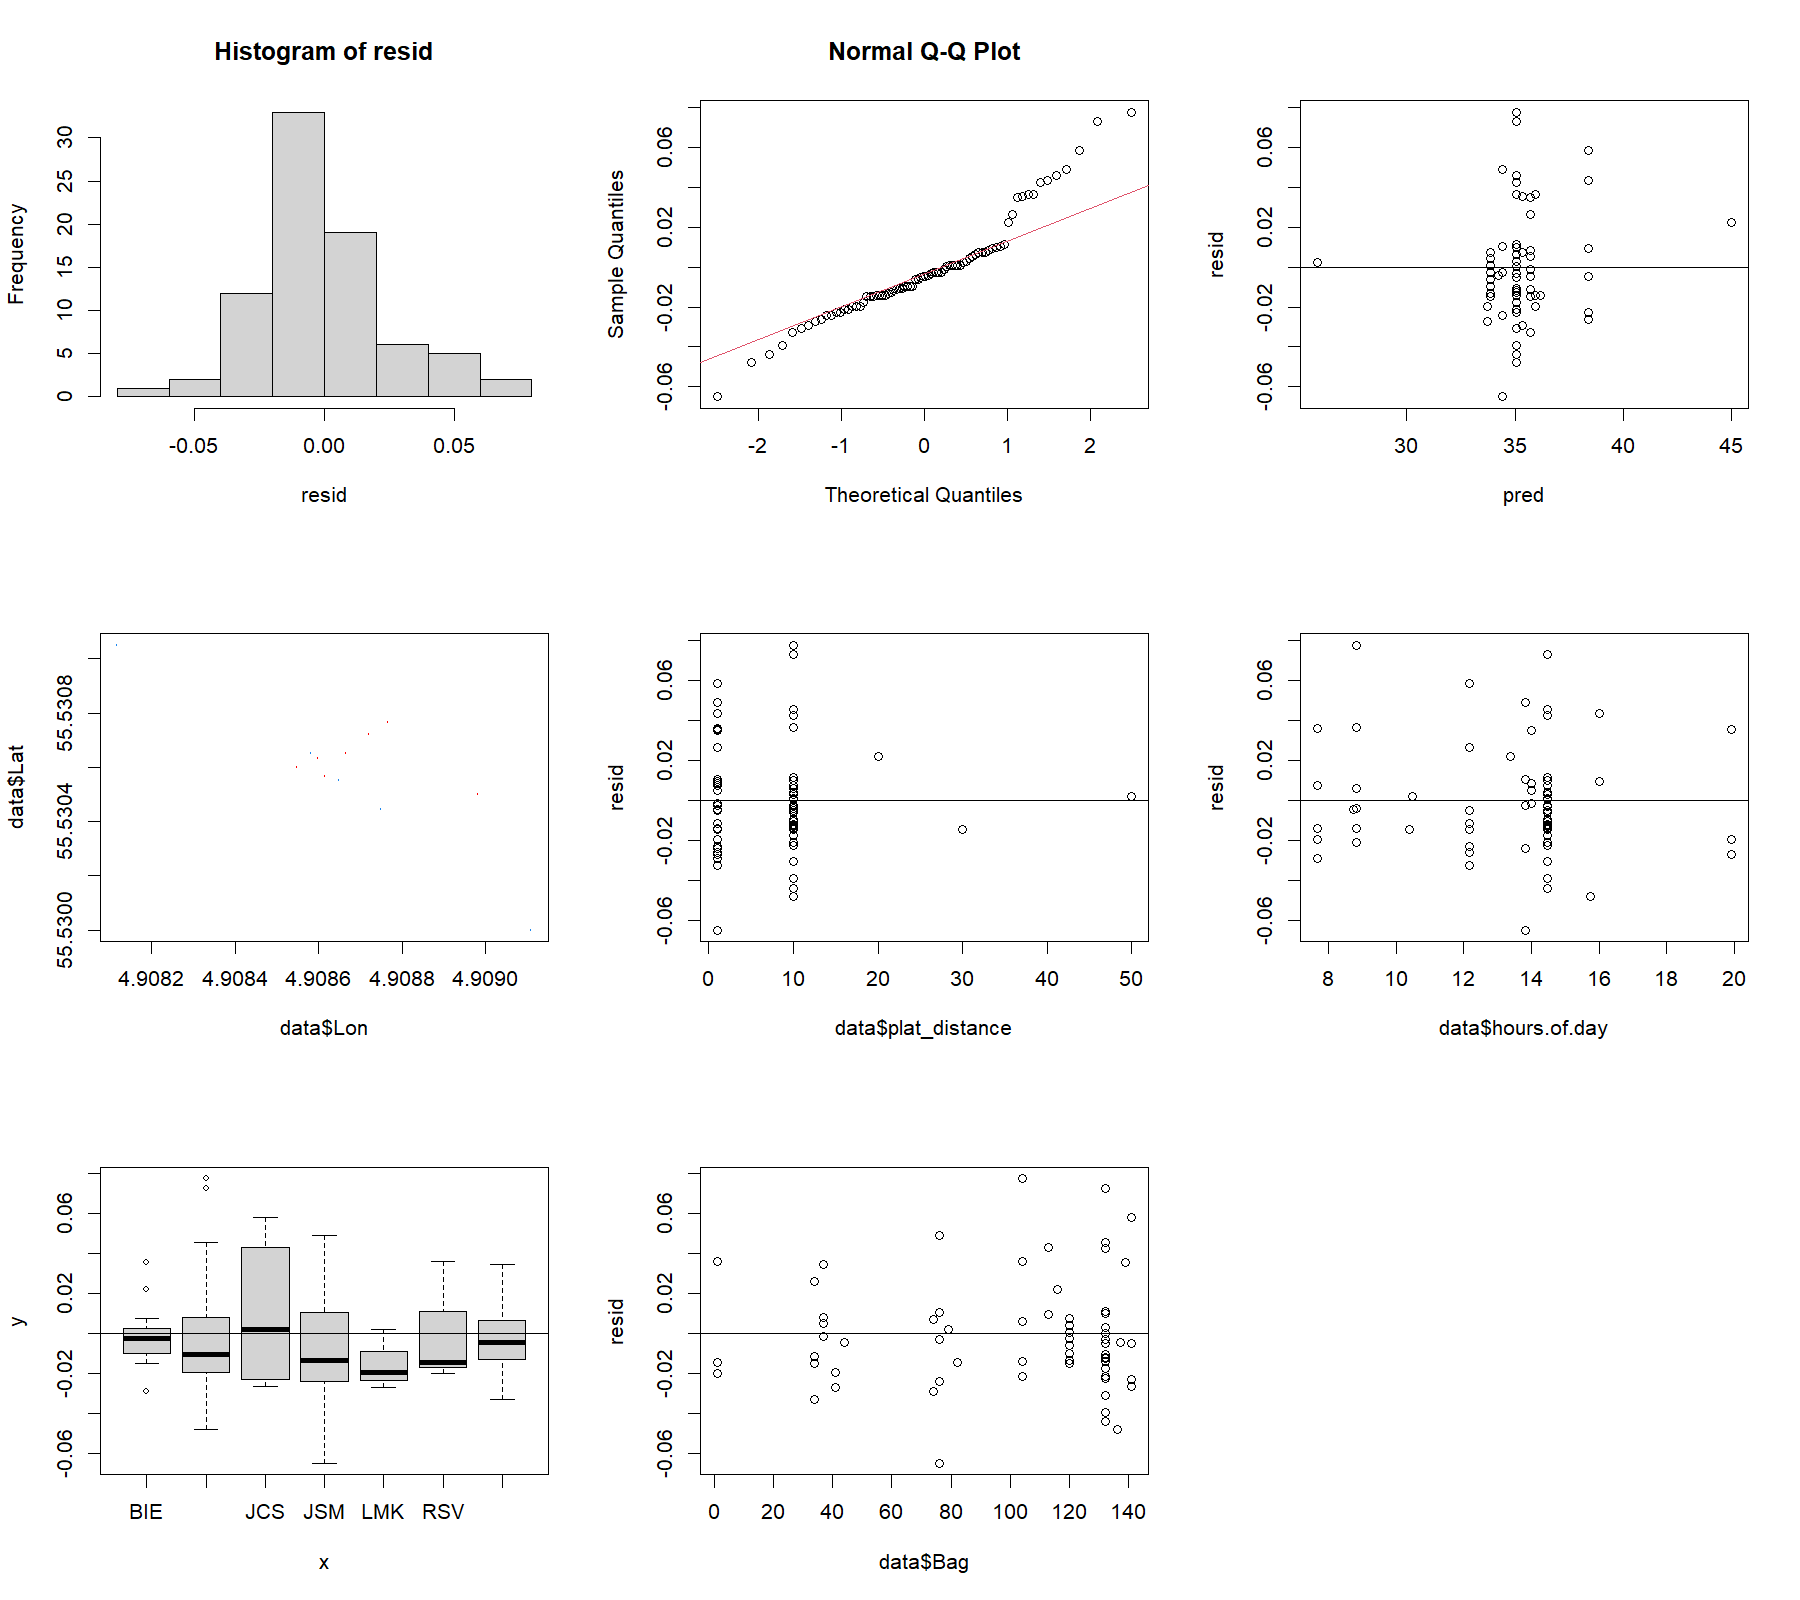 Histogram of resid
Frequency
0 5 10 15 20 25 30
-0.05 0.00 0.05
resid
Normal Q-Q Plot
Sample Quantiles
-0.06 -0.02 0.02 0.06
-2 -1 0 1 2
Theoretical Quantiles
resid
-0.06 -0.02 0.02 0.06
30 35 40 45
pred
data$Lat
55.5300 55.5304 55.5308
4.9082 4.9084 4.9086 4.9088 4.9090
data$Lon
resid
-0.06 -0.02 0.02 0.06
0 10 20 30 40 50
data$plat_distance
resid
-0.06 -0.02 0.02 0.06
8 10 12 14 16 18 20
data$hours.of.day
y
-0.06 -0.02 0.02 0.06
BIE JCS JSM LMK RSV
x
resid
-0.06 -0.02 0.02 0.06
0 20 40 60 80 100 120 140
data$Bag